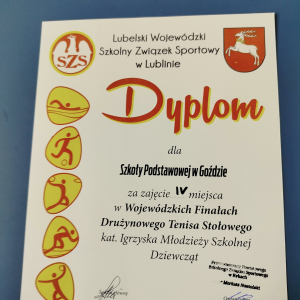 Lubelski Wojewódzki
Szkolny Związek Sportowy
w Lublinie
SZS
Dyplom
dla
Szkoły Podstawowej w Goździe
za zajęcie IV miejsca
w Wojewódzkich Finałach
Drużynowego Tenisa Stołowego
kat. Igrzyska Młodzieży Szkolnej
Dziewcząt